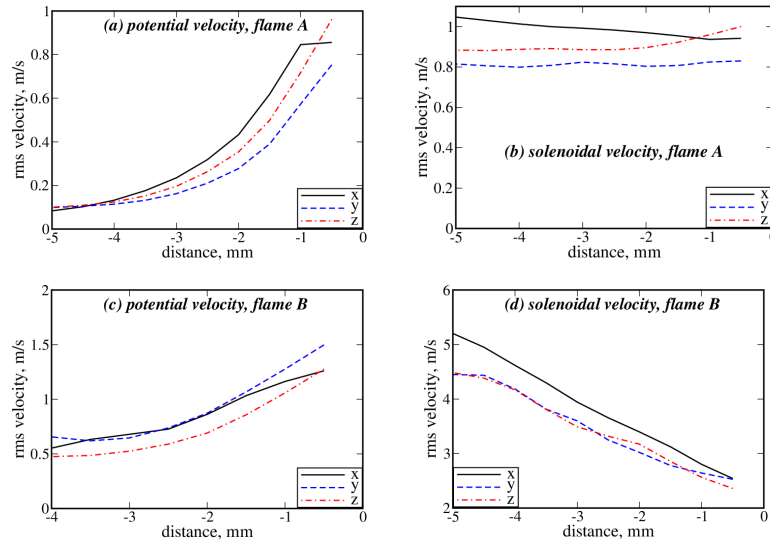 (a) potential velocity, flame A
rms velocity, m/s
1
0.8
0.6
0.4
0.2
0
-5
-4
-3
-2
-1
0
distance, mm
x
y
z
(b) solenoidal velocity, flame A
rms velocity, m/s
1
0.8
0.6
0.4
0.2
0
-5
-4
-3
-2
-1
distance, mm
x
y
z
(c) potential velocity, flame B
rms velocity, m/s
2
1.5
1
0.5
0
-4
-3
-2
-1
0
distance, mm
x
y
z
(d) solenoidal velocity, flame B
rms velocity, m/s
6
5
4
3
2
-5
-4
-3
-2
-1
0
distance, mm
x
y
z